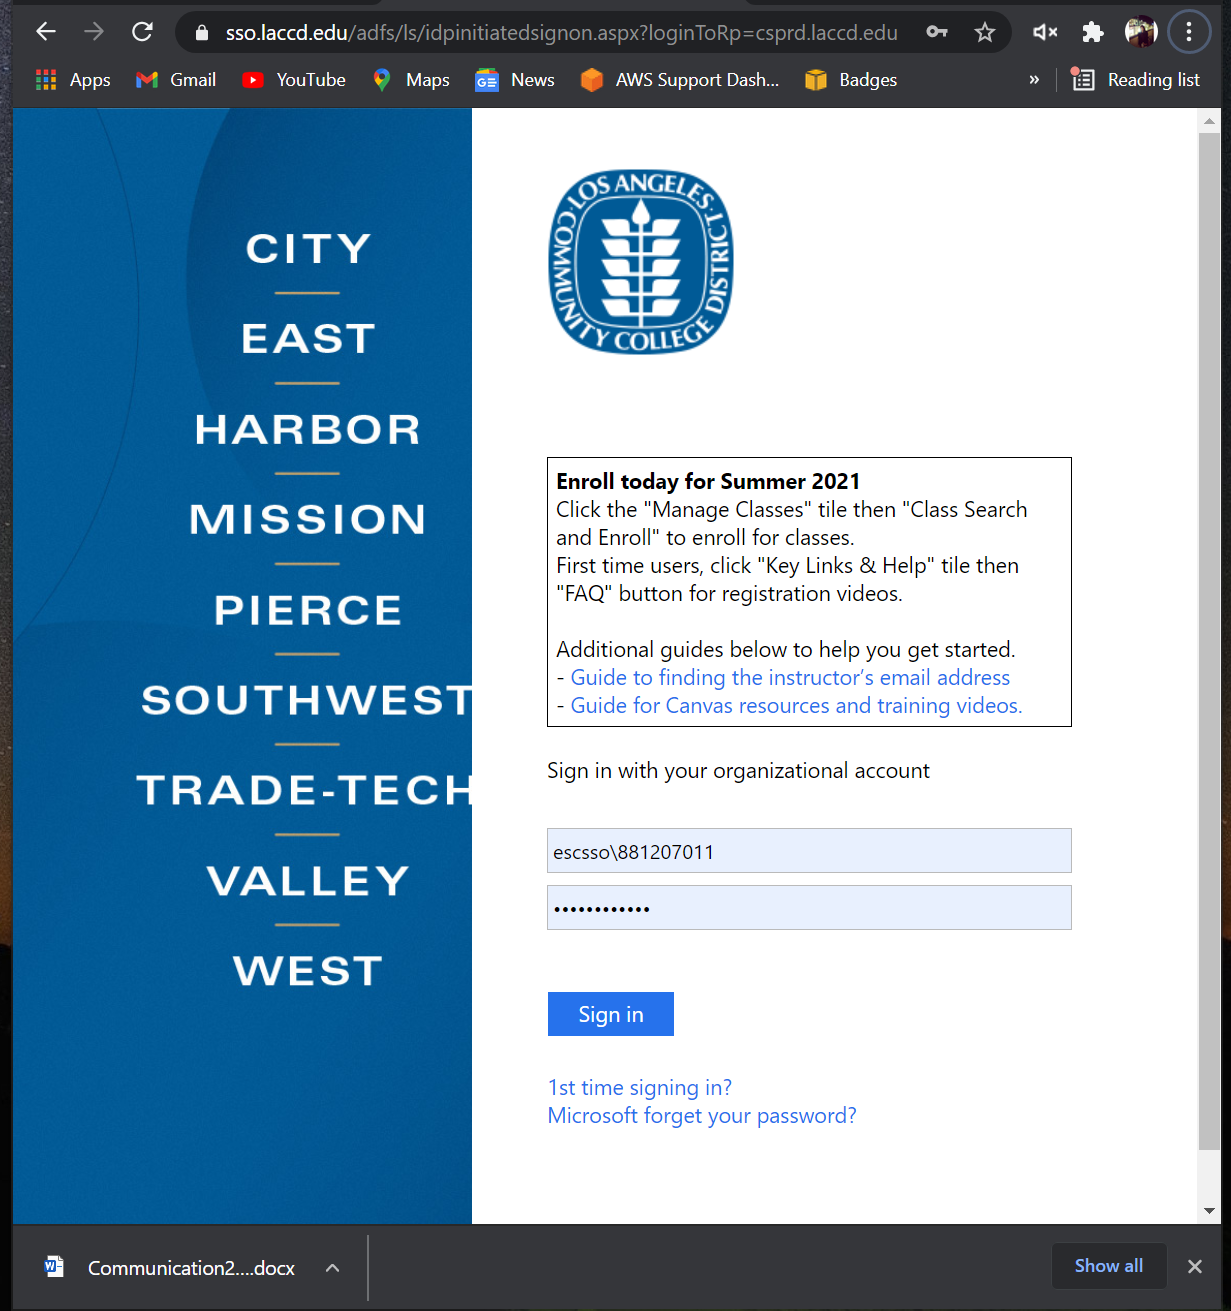 sso.laccd.edu/adfs/ls/idpinitiatedsignon.aspx?loginToRp=csprd.laccd.edu
Apps Gmail YouTube Maps GE News AWS Support Dash... Badges » Reading list
CITY
EAST
HARBOR
MISSION
PIERCE
SOUTHWEST
TRADE-TECH
VALLEY
WEST
LOS ANGELES
COMMUNITY COLLEGE DISTRICT
Enroll today for Summer 2021
Click the "Manage Classes" tile then "Class Search
and Enroll" to enroll for classes.
First time users, click "Key Links & Help" tile then
"FAQ" button for registration videos.
Additional guides below to help you get started.
- Guide to finding the instructor’s email address
- Guide for Canvas resources and training videos.
Sign in with your organizational account
escsso\881207011
••••••••••••
Sign in
1st time signing in?
Microsoft forget your password?
W Communication2....docx Show all